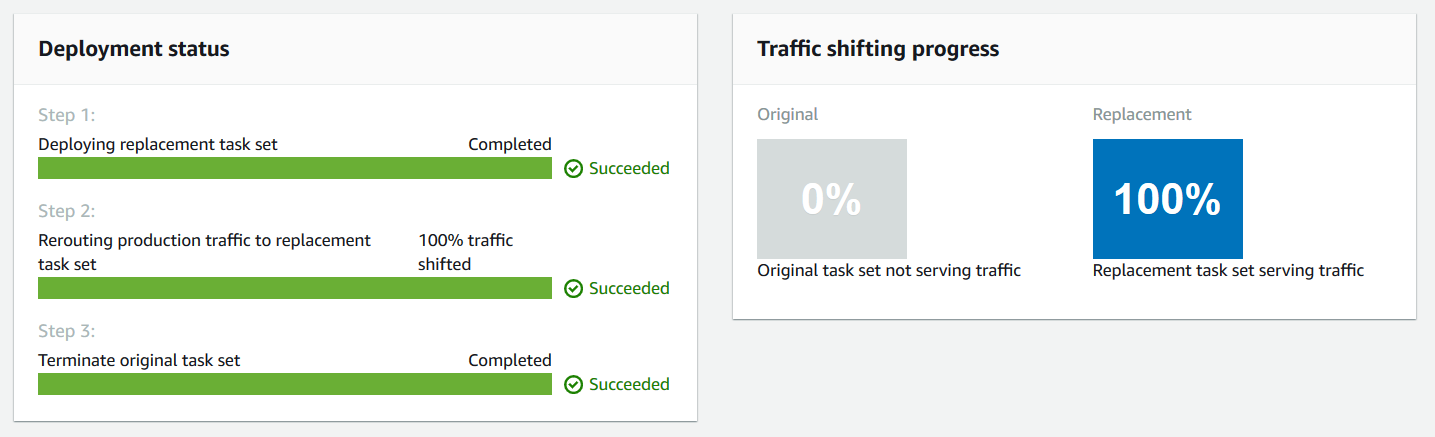 Deployment status
Step 1:
Deploying replacement task set Completed
Succeeded
Step 2:
Rerouting production traffic to replacement 100% traffic
task set shifted
Succeeded
Step 3:
Terminate original task set Completed
Succeeded
Traffic shifting progress
Original Replacement
0% 100%
Original task set not serving traffic Replacement task set serving traffic